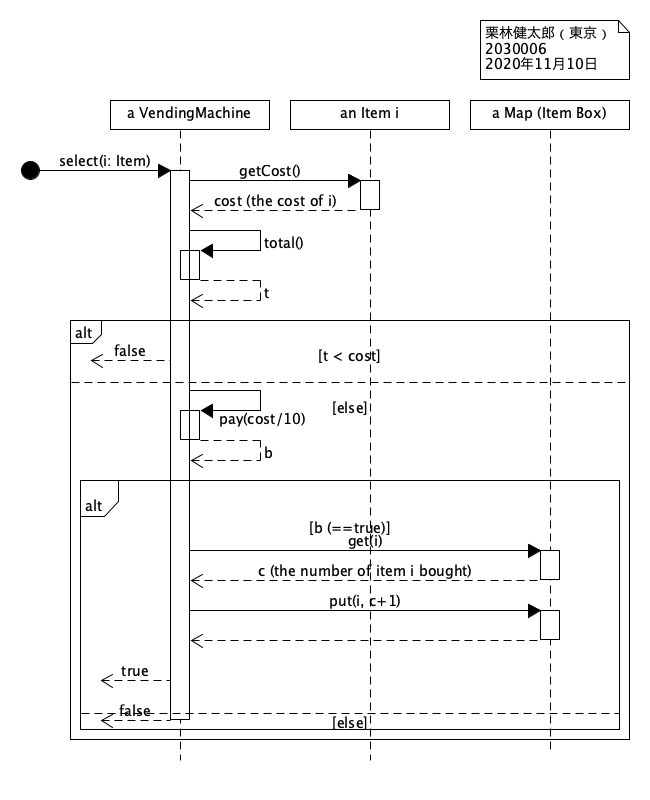 栗林健太郎（東京）
2030006
2020年11月10日
a VendingMachine
an Item i
a Map (Item Box)
select(i: Item)
getCost()
cost (the cost of i)
total()
t
alt
false
[t < cost]
[else]
pay(cost/10)
b
alt
[b (==true)]
get(i)
c (the number of item i bought)
put(i, c+1)
true
false
[else]